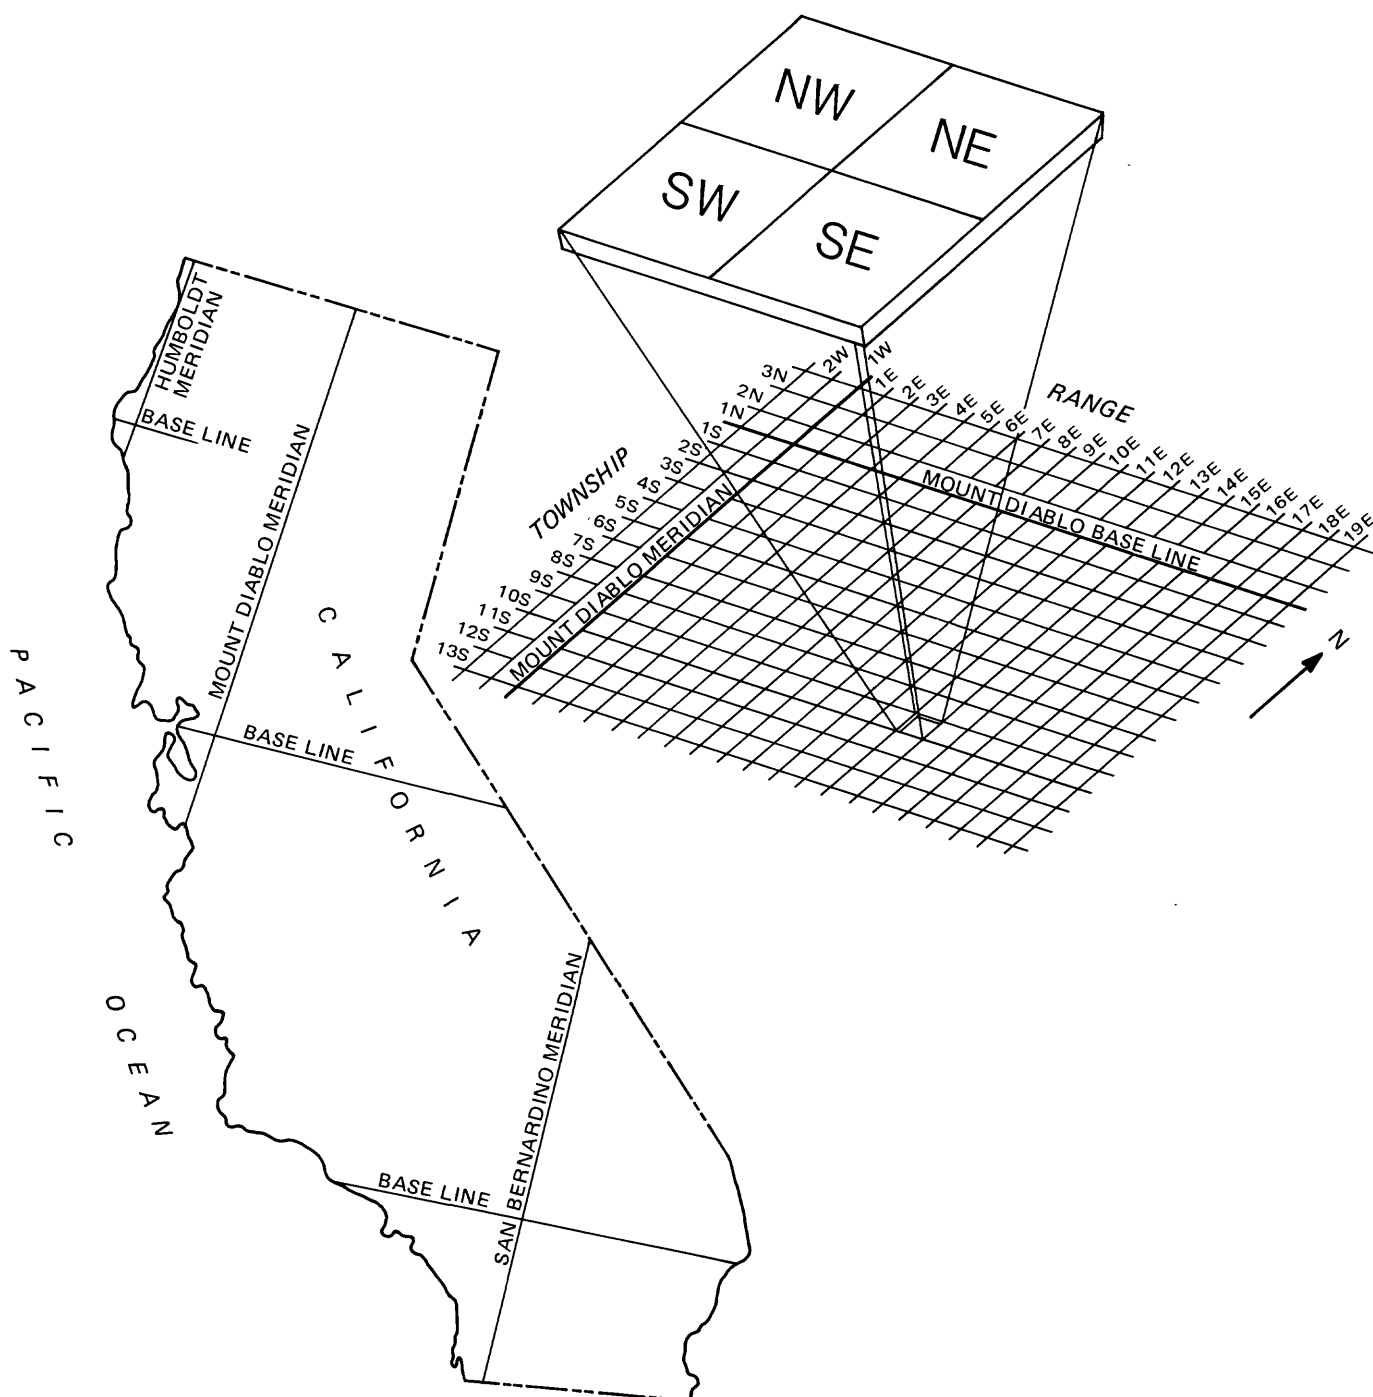 NW
NE
SW
SE
HUMBOLDT
MERIDIAN
BASE LINE
MOUNT DIABLO MERIDIAN
BASE LINE
CALIFORNIA
PACIFIC
OCEAN
SAN BERNARDINO MERIDIAN
BASE LINE
TOWNSHIP
3N
2N
1N
1S
2S
3S
4S
5S
6S
7S
8S
9S
10S
11S
12S
13S
RANGE
2W
1W
1E
2E
3E
4E
5E
6E
7E
8E
9E
10E
11E
12E
13E
14E
15E
16E
17E
18E
19E
MOUNT DIABLO MERIDIAN
MOUNT DIABLO BASE LINE
N